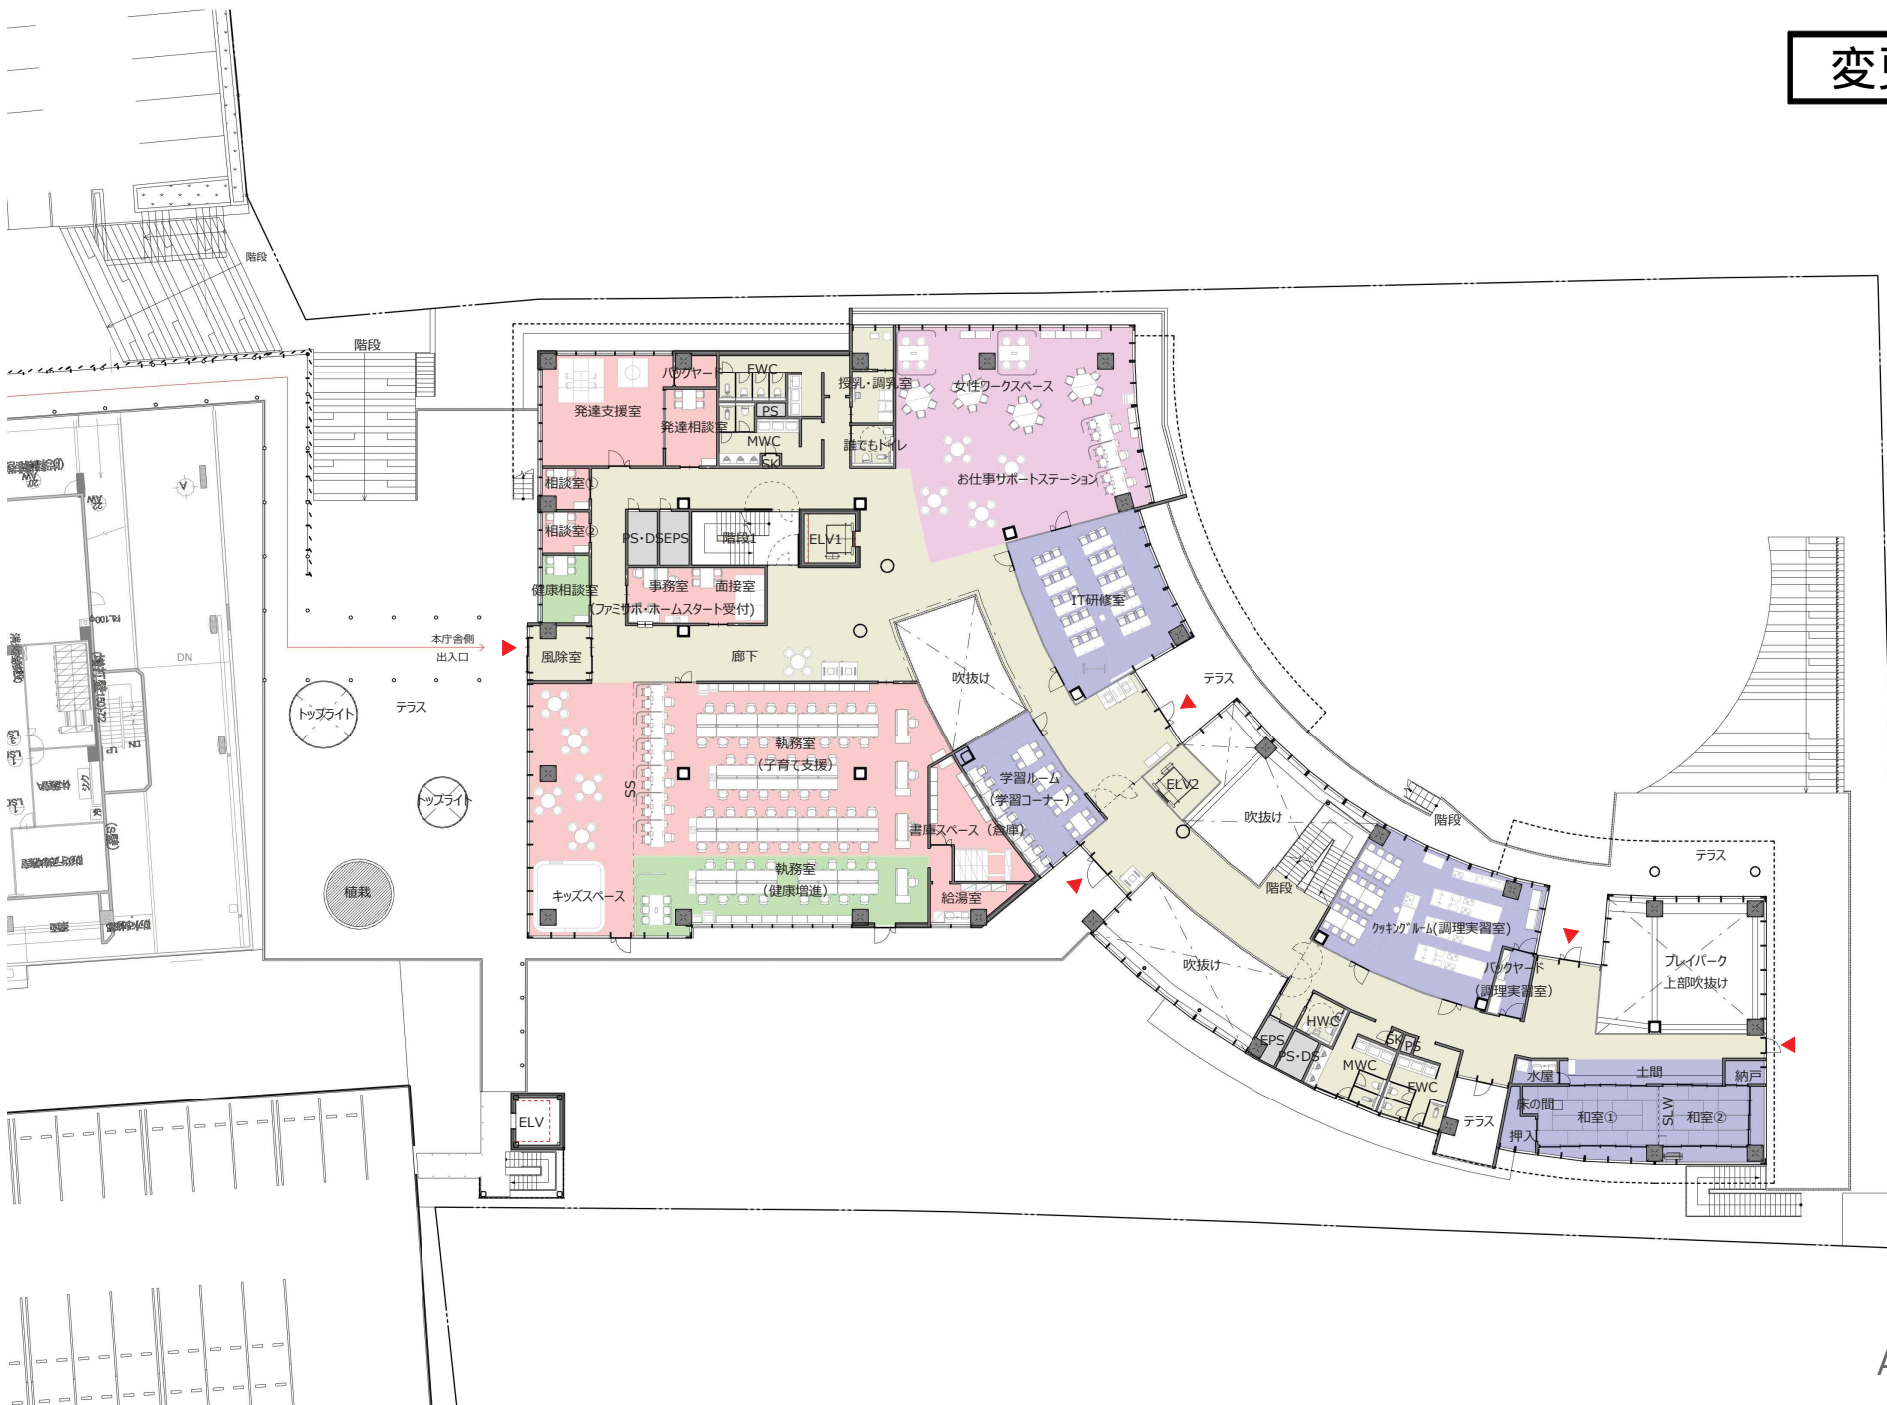 変
階段
階段
バックヤード
FWC
授乳・調乳室
女性ワークスペース
発達支援室
発達相談室
PS
MWC
誰でもトイレ
SK
お仕事サポートステーション
相談室①
相談室②
PS・DS
EPS
階段1
ELV1
健康相談室
事務室
面接室
(ファミサポ・ホームスタート受付)
IT研修室
本庁舎側
出入口
風除室
廊下
吹抜け
テラス
DN
トップライト
テラス
執務室
(子育て支援)
学習ルーム
(学習コーナー)
ELV2
SS
トップライト
書庫スペース(倉庫)
吹抜け
階段
テラス
執務室
(健康増進)
キッズスペース
給湯室
植栽
階段
クッキングルーム(調理実習室)
吹抜け
バックヤード
(調理実習室)
プレイパーク
上部吹抜け
HWC
EPS
SK
PS
PS・DS
MWC
FWC
水屋
土間
納戸
床の間
和室①
SLW
和室②
押入
テラス
ELV
A